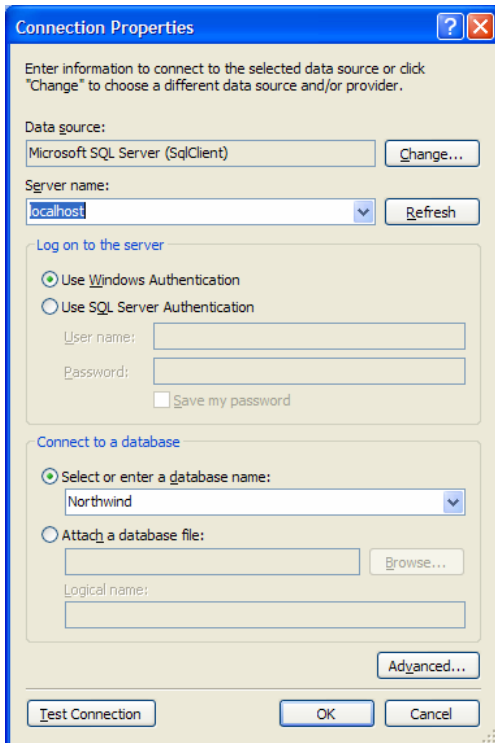 Connection Properties
Enter information to connect to the selected data source or click
"Change" to choose a different data source and/or provider.
Data source:
Microsoft SQL Server (SqlClient)
Change...
Server name:
localhost
Refresh
Log on to the server
Use Windows Authentication
Use SQL Server Authentication
User name:
Password:
Save my password
Connect to a database
Select or enter a database name:
Northwind
Attach a database file:
Browse...
Logical name:
Advanced...
Test Connection
OK
Cancel